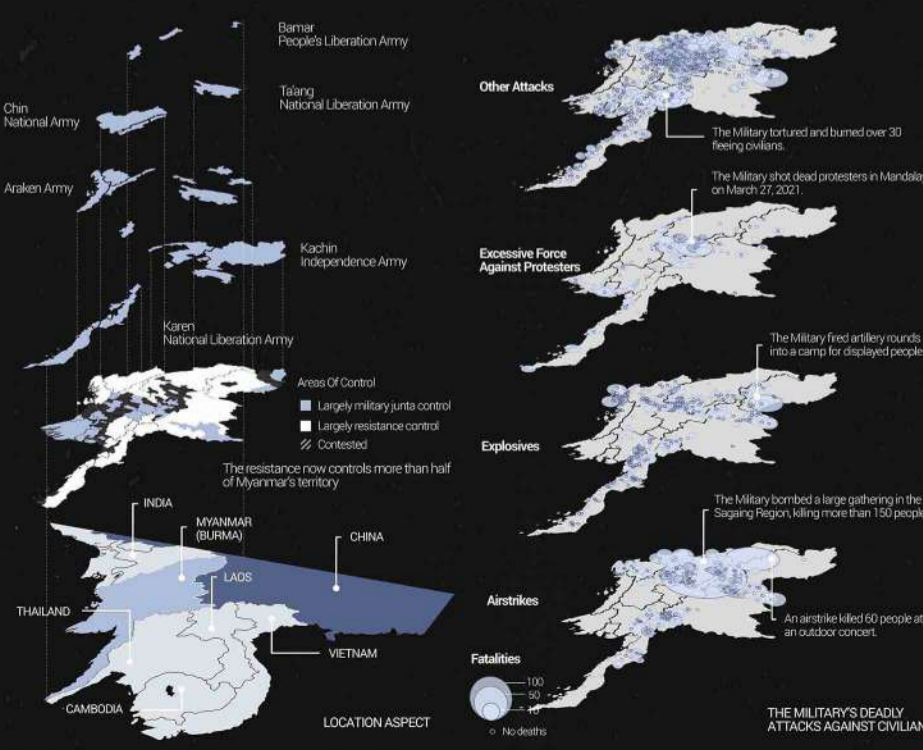 Bamar
People's Liberation Army
Ta'ang
National Liberation Army
Chin
National Army
Araken Army
Kachin
Independence Army
Karen
National Liberation Army
Areas Of Control
Largely military junta control
Largely resistance control
Contested
The resistance now controls more than half
of Myanmar's territory
INDIA
MYANMAR
(BURMA)
CHINA
LAOS
THAILAND
VIETNAM
CAMBODIA
LOCATION ASPECT
Other Attacks
The Military tortured and burned over 30
fleeing civilians.
The Military shot dead protesters in Mandalay
on March 27, 2021.
Excessive Force
Against Protesters
The Military fired artillery rounds
into a camp for displayed people
Explosives
The Military bombed a large gathering in the
Sagaing Region, killing more than 150 people
Airstrikes
An airstrike killed 60 people at
an outdoor concert.
Fatalities
100
50
10
No deaths
THE MILITARY'S DEADLY
ATTACKS AGAINST CIVILIAN